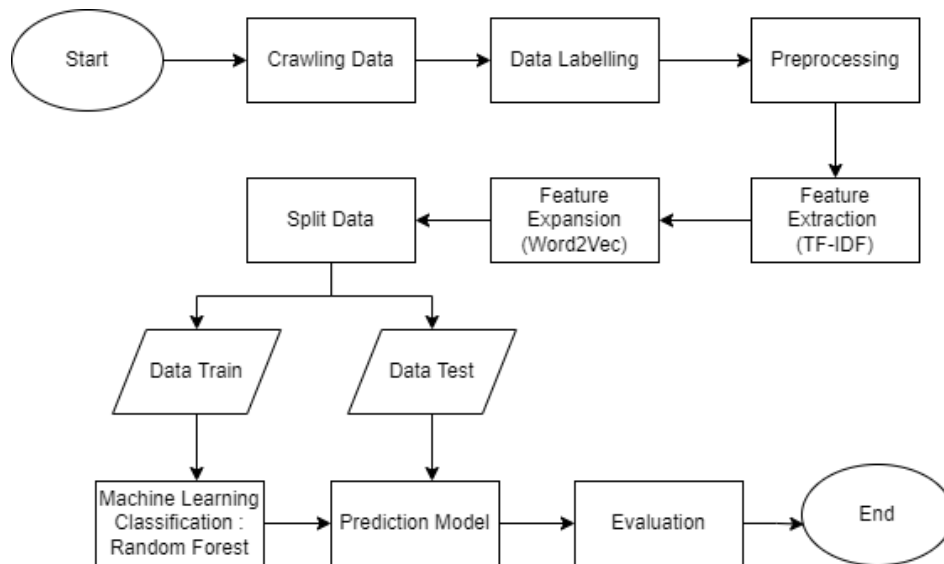 Start
Crawling Data
Data Labelling
Preprocessing
Feature
Extraction
(TF-IDF)
Feature
Expansion
(Word2Vec)
Split Data
Data Train
Data Test
Machine Learning
Classification :
Random Forest
Prediction Model
Evaluation
End